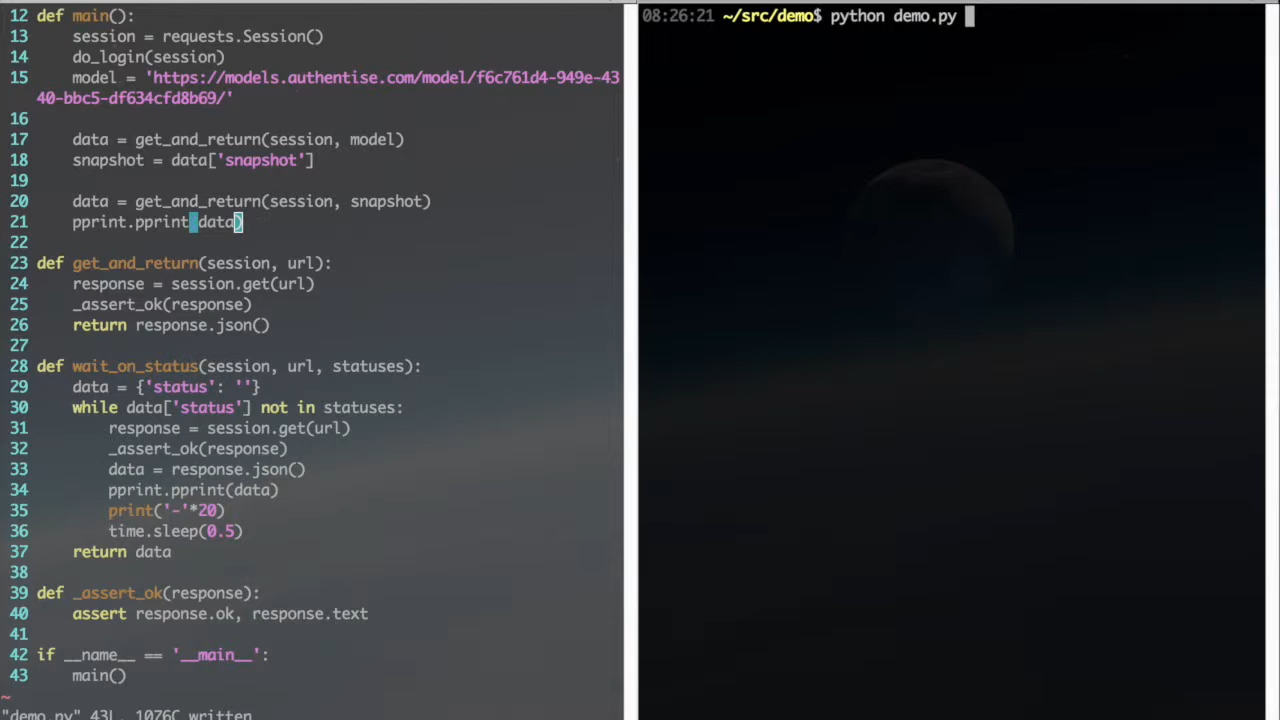 12 def main():
13     session = requests.Session()
14     do_login(session)
15     model = 'https://models.authentise.com/model/f6c761d4-949e-43
40-bbc5-df634cfd8b69/'
16
17     data = get_and_return(session, model)
18     snapshot = data['snapshot']
19
20     data = get_and_return(session, snapshot)
21     pprint.pprint(data)
22
23 def get_and_return(session, url):
24     response = session.get(url)
25     _assert_ok(response)
26     return response.json()
27
28 def wait_on_status(session, url, statuses):
29     data = {'status': ''}
30     while data['status'] not in statuses:
31         response = session.get(url)
32         _assert_ok(response)
33         data = response.json()
34         pprint.pprint(data)
35         print('-'*20)
36         time.sleep(0.5)
37     return data
38
39 def _assert_ok(response):
40     assert response.ok, response.text
41
42 if __name__ == '__main__':
43     main()
~
"demo.py" 43L, 1076C written
08:26:21 ~/src/demo$ python demo.py